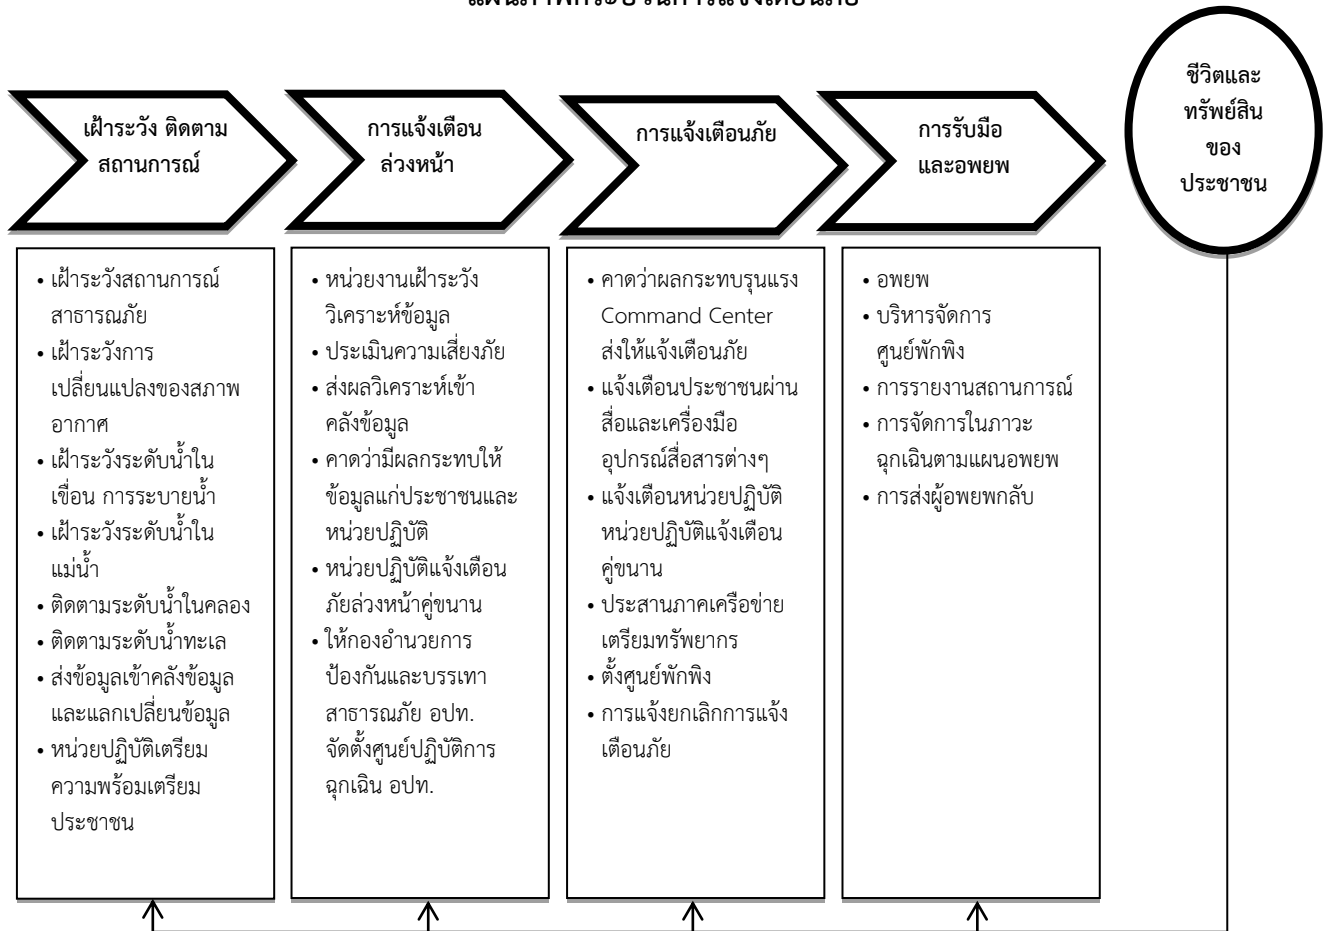 แผนภาพกระบวนการแจ้งเตือนภัย
เฝ้าระวัง ติดตาม
สถานการณ์
การแจ้งเตือน
ล่วงหน้า
การแจ้งเตือนภัย
การรับมือ
และอพยพ
ชีวิตและ
ทรัพย์สิน
ของ
ประชาชน
• เฝ้าระวังสถานการณ์
สาธารณภัย
• เฝ้าระวังการ
เปลี่ยนแปลงของสภาพ
อากาศ
• เฝ้าระวังระดับน้ำใน
เขื่อน การระบายน้ำ
• เฝ้าระวังระดับน้ำใน
แม่น้ำ
• ติดตามระดับน้ำในคลอง
• ติดตามระดับน้ำทะเล
• ส่งข้อมูลเข้าคลังข้อมูล
และแลกเปลี่ยนข้อมูล
• หน่วยปฏิบัติเตรียม
ความพร้อมเตรียม
ประชาชน
• หน่วยงานเฝ้าระวัง
วิเคราะห์ข้อมูล
• ประเมินความเสี่ยงภัย
• ส่งผลวิเคราะห์เข้า
คลังข้อมูล
• คาดว่ามีผลกระทบให้
ข้อมูลแก่ประชาชนและ
หน่วยปฏิบัติ
• หน่วยปฏิบัติแจ้งเตือน
ภัยล่วงหน้าคู่ขนาน
• ให้กองอำนวยการ
ป้องกันและบรรเทา
สาธารณภัย อปท.
จัดตั้งศูนย์ปฏิบัติการ
ฉุกเฉิน อปท.
• คาดว่าผลกระทบรุนแรง
Command Center
ส่งให้แจ้งเตือนภัย
• แจ้งเตือนประชาชนผ่าน
สื่อและเครื่องมือ
อุปกรณ์สื่อสารต่างๆ
• แจ้งเตือนหน่วยปฏิบัติ
หน่วยปฏิบัติแจ้งเตือน
คู่ขนาน
• ประสานภาคเครือข่าย
เตรียมทรัพยากร
• ตั้งศูนย์พักพิง
• การแจ้งยกเลิกการแจ้ง
เตือนภัย
• อพยพ
• บริหารจัดการ
ศูนย์พักพิง
• การรายงานสถานการณ์
• การจัดการในภาวะ
ฉุกเฉินตามแผนอพยพ
• การส่งผู้อพยพกลับ